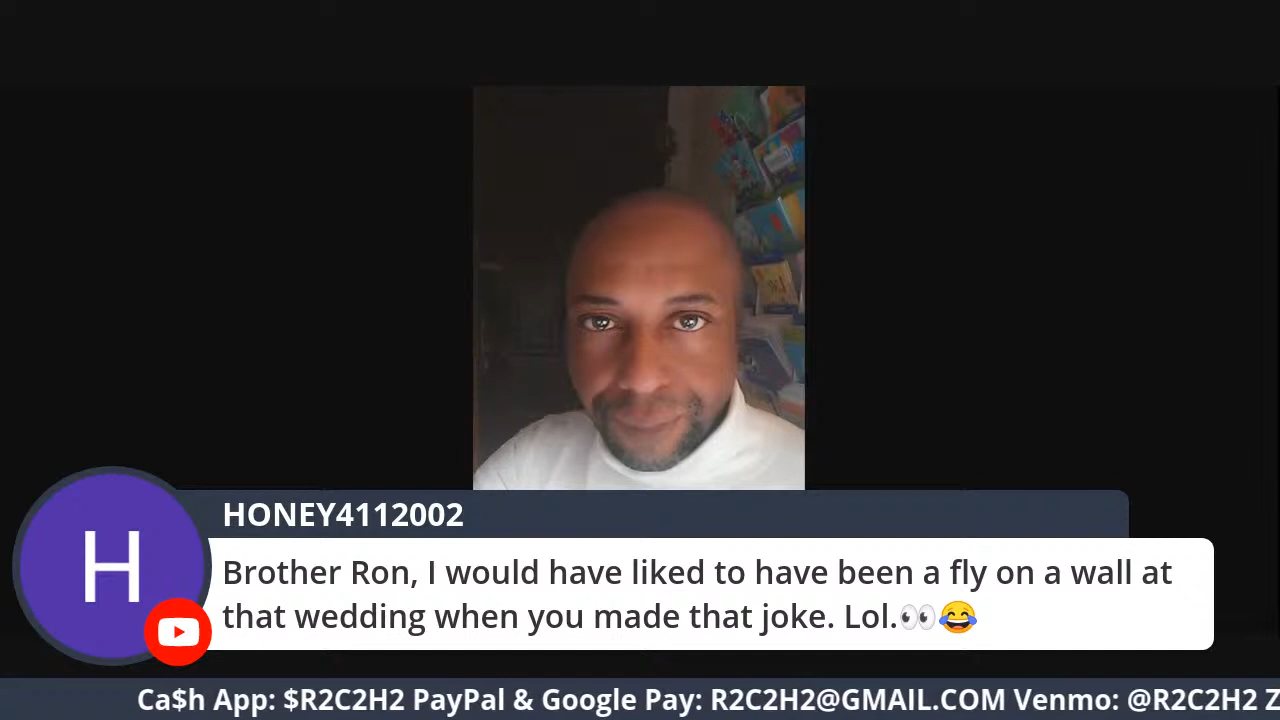 H
HONEY4112002
Brother Ron, I would have liked to have been a fly on a wall at
that wedding when you made that joke. Lol.👀😂
Ca$h App: $R2C2H2 PayPal & Google Pay: R2C2H2@GMAIL.COM Venmo: @R2C2H2 Z